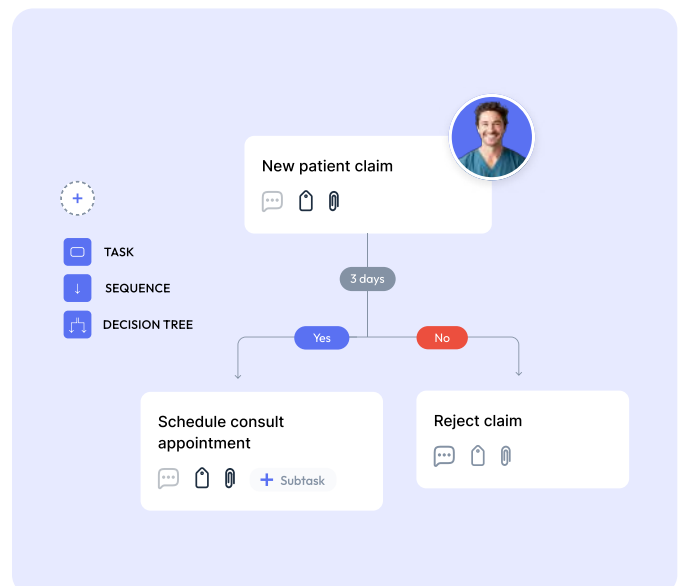 New patient claim
TASK
SEQUENCE
DECISION TREE
3 days
Yes
No
Schedule consult
appointment
Subtask
Reject claim